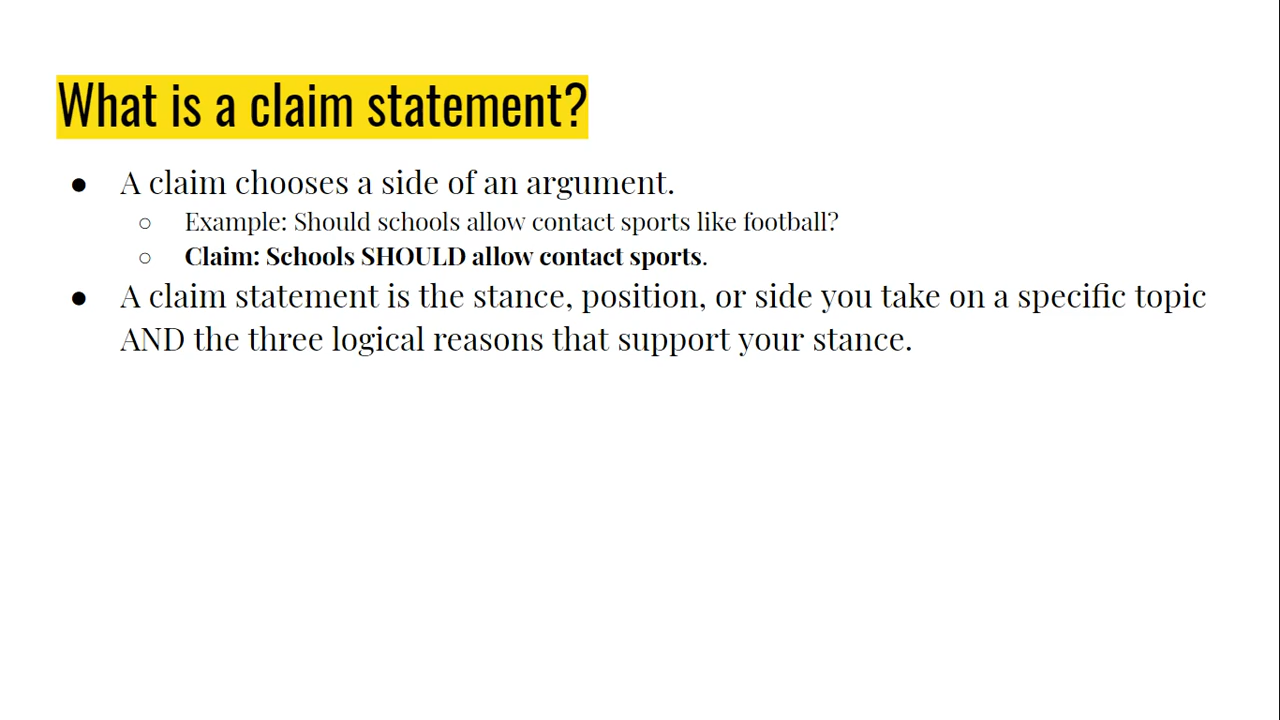 What is a claim statement?
● A claim chooses a side of an argument.
○ Example: Should schools allow contact sports like football?
○ Claim: Schools SHOULD allow contact sports.
● A claim statement is the stance, position, or side you take on a specific topic
AND the three logical reasons that support your stance.